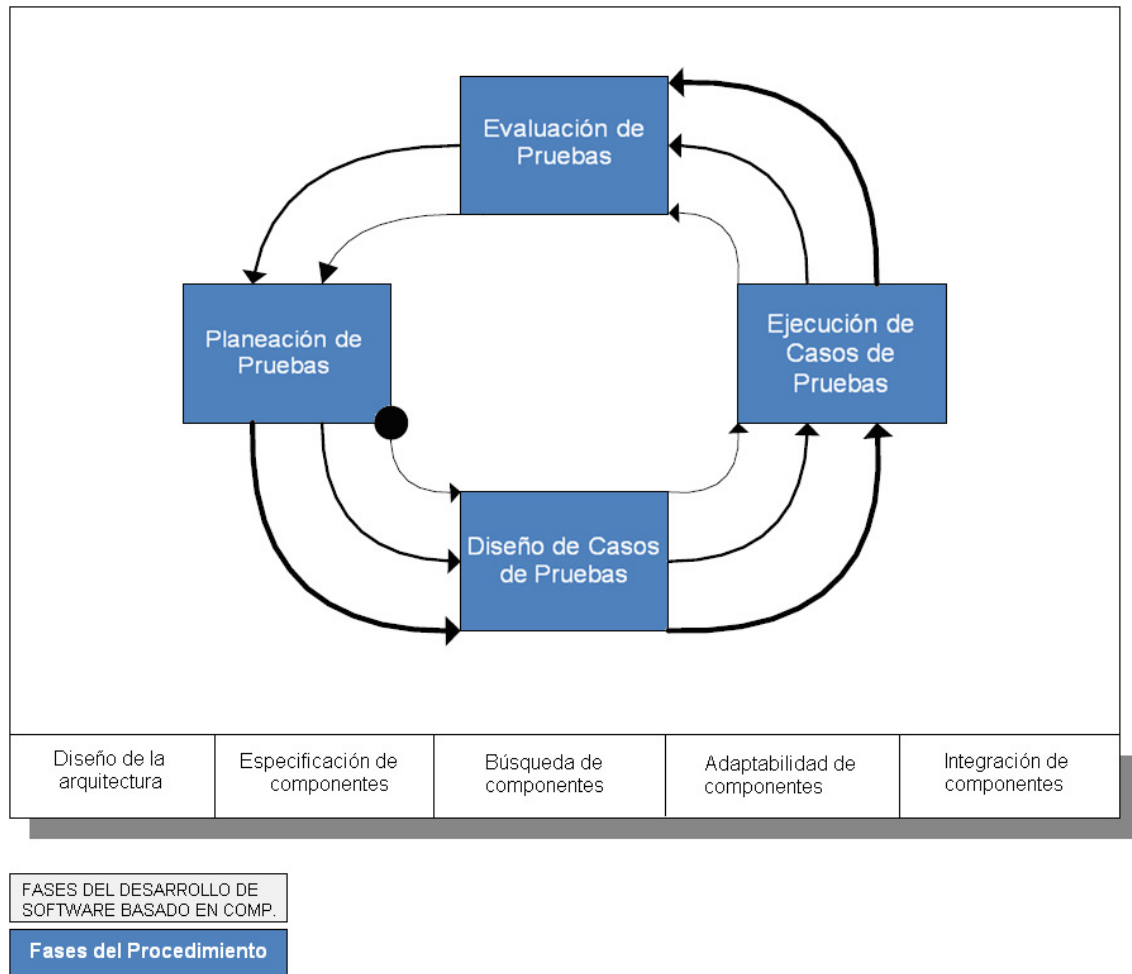 Evaluación de
Pruebas
Planeación de
Pruebas
Ejecución de
Casos de
Pruebas
Diseño de Casos
de Pruebas
Diseño de la
arquitectura
Especificación de
componentes
Búsqueda de
componentes
Adaptabilidad de
componentes
Integración de
componentes
FASES DEL DESARROLLO DE
SOFTWARE BASADO EN COMP.
Fases del Procedimiento